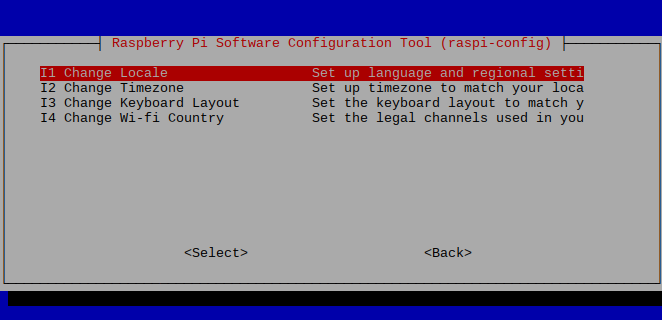 Raspberry Pi Software Configuration Tool (raspi-config)
I1 Change Locale Set up language and regional setti
I2 Change Timezone Set up timezone to match your loca
I3 Change Keyboard Layout Set the keyboard layout to match y
I4 Change Wi-fi Country Set the legal channels used in you
<Select> <Back>